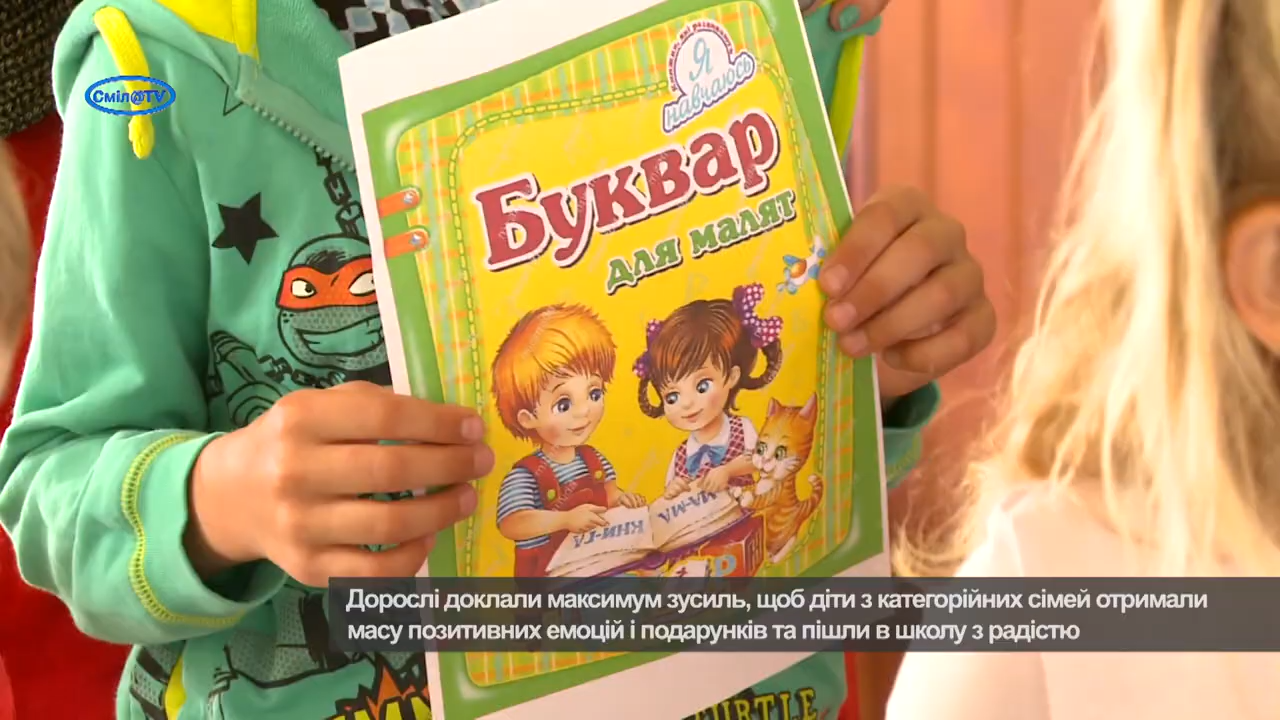 Сміл@TV
Я
навчаюсь
Буквар
для малят
КНИ-ГА
МА-МА
Дорослі доклали максимум зусиль, щоб діти з категорійних сімей отримали
масу позитивних емоцій і подарунків та пішли в школу з радістю
TURTLE